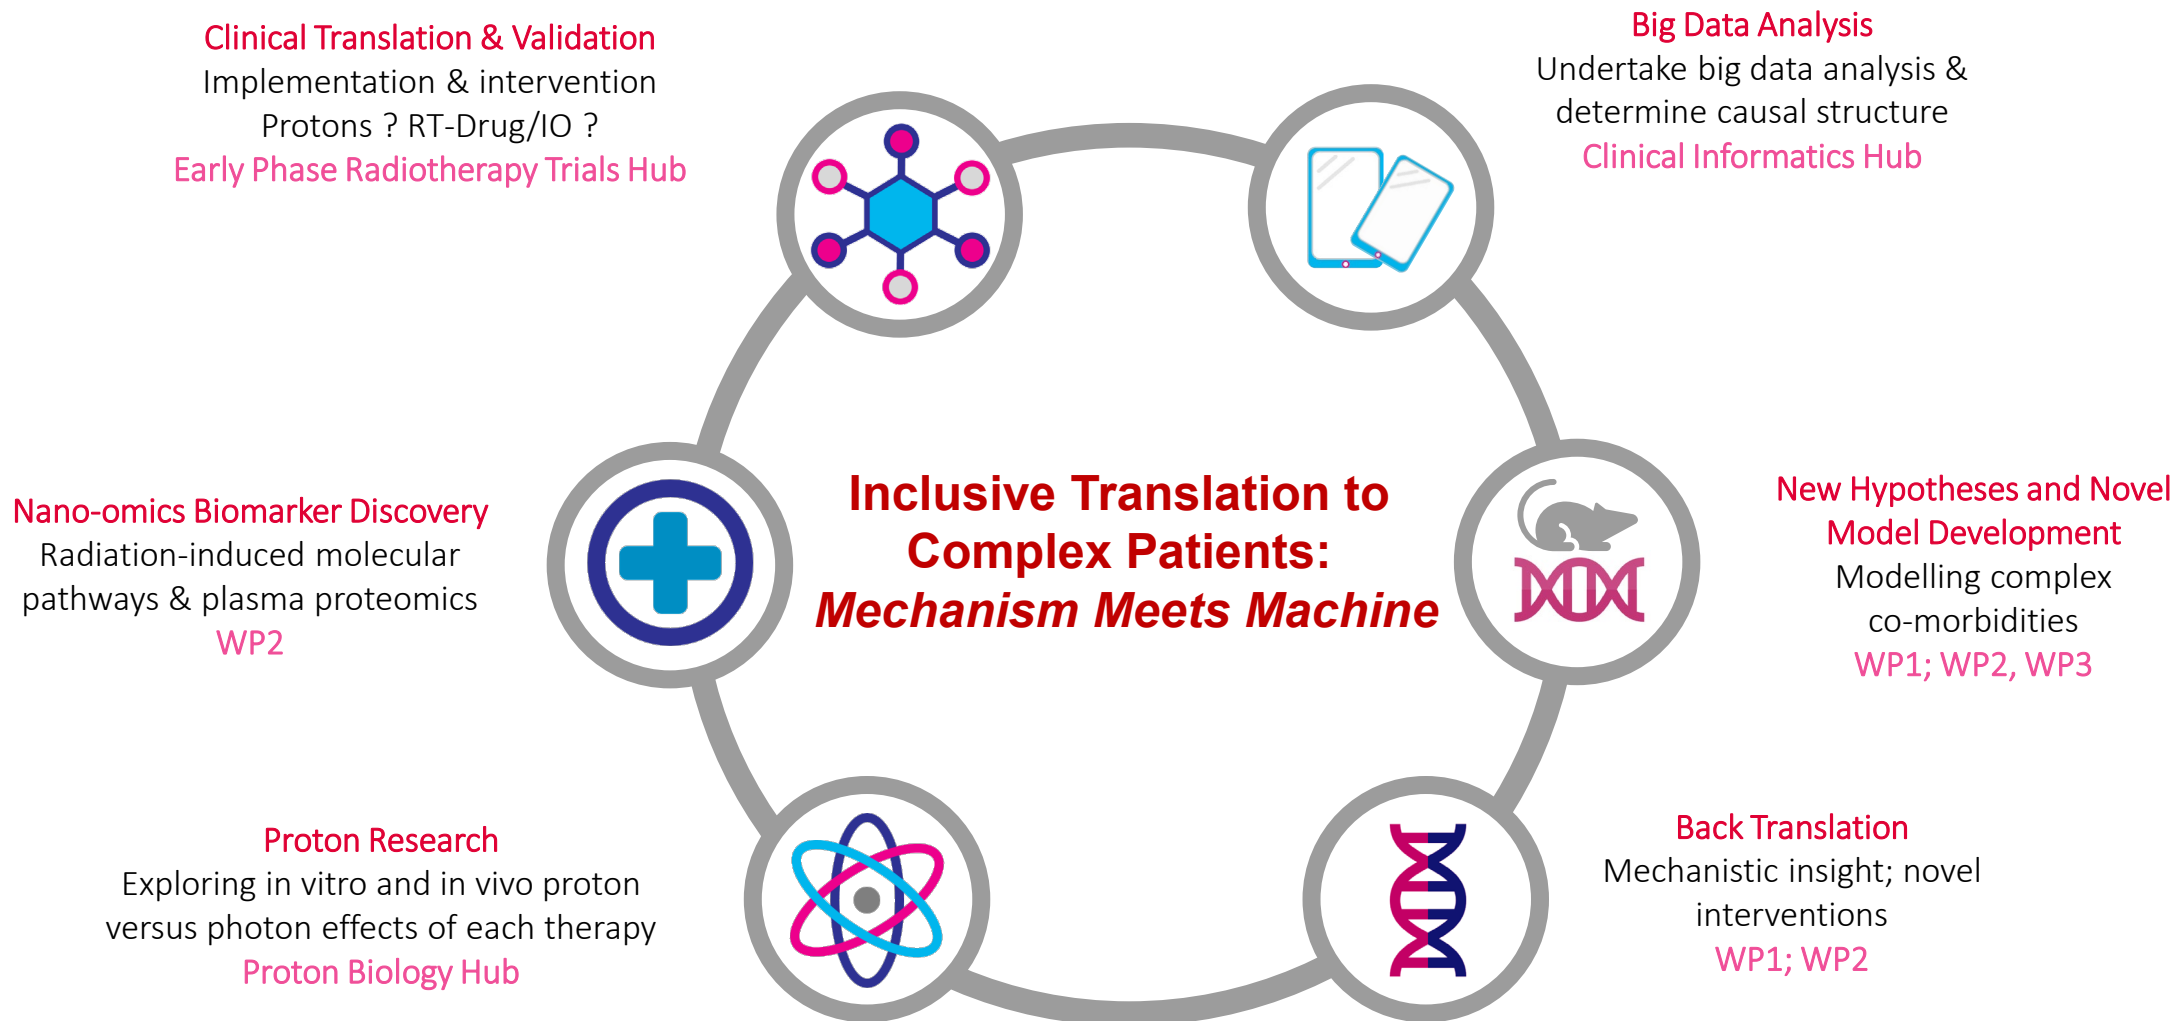 Clinical Translation & Validation
Implementation & intervention
Protons ? RT-Drug/IO ?
Early Phase Radiotherapy Trials Hub
Big Data Analysis
Undertake big data analysis &
determine causal structure
Clinical Informatics Hub
Nano-omics Biomarker Discovery
Radiation-induced molecular
pathways & plasma proteomics
WP2
Inclusive Translation to
Complex Patients:
Mechanism Meets Machine
New Hypotheses and Novel
Model Development
Modelling complex
co-morbidities
WP1; WP2, WP3
Proton Research
Exploring in vitro and in vivo proton
versus photon effects of each therapy
Proton Biology Hub
Back Translation
Mechanistic insight; novel
interventions
WP1; WP2